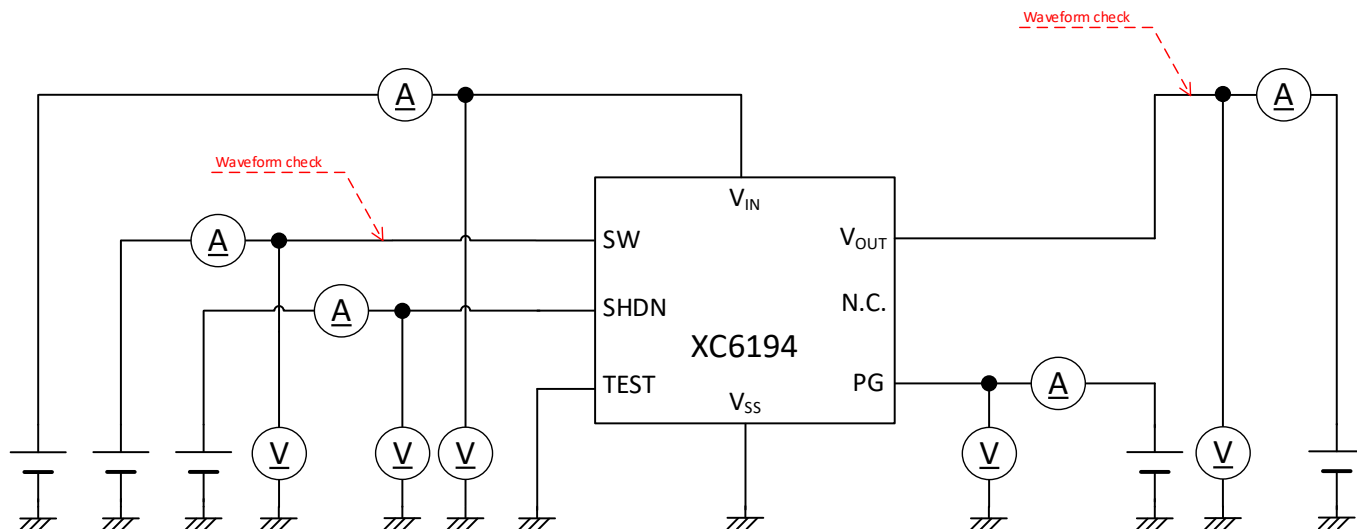 Waveform check
A
A
Waveform check
V_IN
A
SW
V_OUT
A
SHDN
N.C.
XC6194
TEST
PG
A
V_SS
V
V
V
V
V